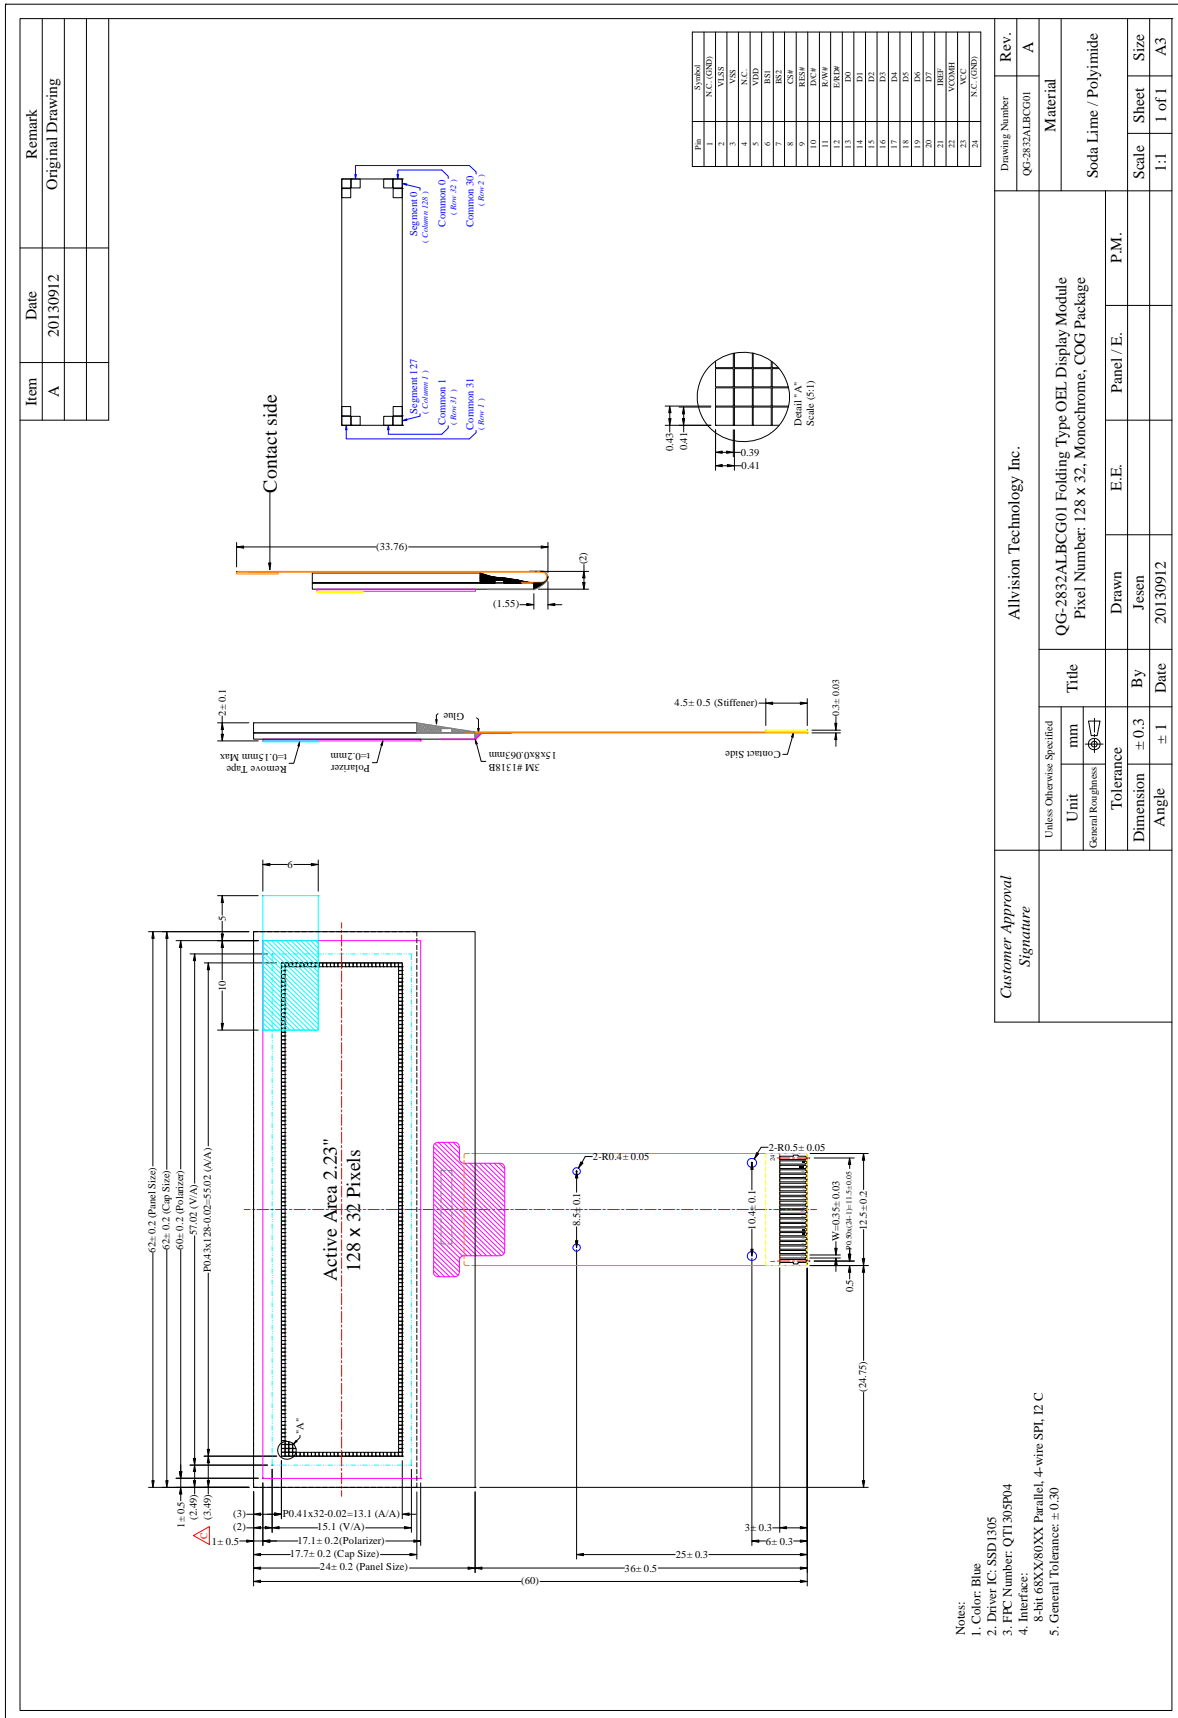 Item Date Remark
A 20130912 Original Drawing
Contact side
Segment 127
( Column 1 )
Common 1
( Row 31 )
Common 31
( Row 1 )
Segment 0
( Column 128 )
Common 0
( Row 32 )
Common 30
( Row 2 )
Pin Symbol
1 N.C. (GND)
2 VLSS
3 VSS
4 N.C.
5 VDD
6 BS1
7 BS2
8 CS#
9 RES#
10 D/C#
11 R/W#
12 E/RD#
13 D0
14 D1
15 D2
16 D3
17 D4
18 D5
19 D6
20 D7
21 IREF
22 VCOMH
23 VCC
24 N.C. (GND)
0.43
0.41
0.39
0.41
Detail "A"
Scale (5:1)
(33.76)
(1.55)
(2)
2± 0.1
Remove Tape
t=0.15mm Max
Polarizer
t=0.2mm
Glue
3M #1318B
15x8x0.063mm
4.5± 0.5 (Stiffener)
Contact Side
0.3± 0.03
62± 0.2 (Panel Size)
62± 0.2 (Cap Size)
60± 0.2 (Polarizer)
57.02 (V/A)
P0.43x128-0.02=55.02 (A/A)
5
10
6
1± 0.5
(2.49)
(3.49)
C
"A"
Active Area 2.23"
128 x 32 Pixels
(3)
P0.41x32-0.02=13.1 (A/A)
(2)
15.1 (V/A)
1± 0.5
17.1± 0.2(Polarizer)
17.7± 0.2 (Cap Size)
24± 0.2 (Panel Size)
36± 0.5
(60)
25± 0.3
3± 0.3
6± 0.3
2-R0.4± 0.05
8.5± 0.1
2-R0.5± 0.05
10.4± 0.1
24
1
W=0.35± 0.03
P0.50x(24-1)=11.5±0.05
0.5
12.5± 0.2
(24.75)
Notes:
1. Color: Blue
2. Driver IC: SSD1305
3. FPC Number: QT1305P04
4. Interface:
8-bit 68XX/80XX Parallel, 4-wire SPI, I2 C
5. General Tolerance: ± 0.30
Customer Approval
Signature
Allvision Technology Inc.
Drawing Number Rev.
QG-2832ALBCG01 A
Unless Otherwise Specified
Unit mm
General Roughness
Tolerance
Dimension ± 0.3
Angle ± 1
Title
QG-2832ALBCG01 Folding Type OEL Display Module
Pixel Number: 128 x 32, Monochrome, COG Package
Material
Soda Lime / Polyimide
Drawn E.E. Panel / E. P.M.
By Jesen
Date 20130912
Scale Sheet Size
1:1 1 of 1 A3